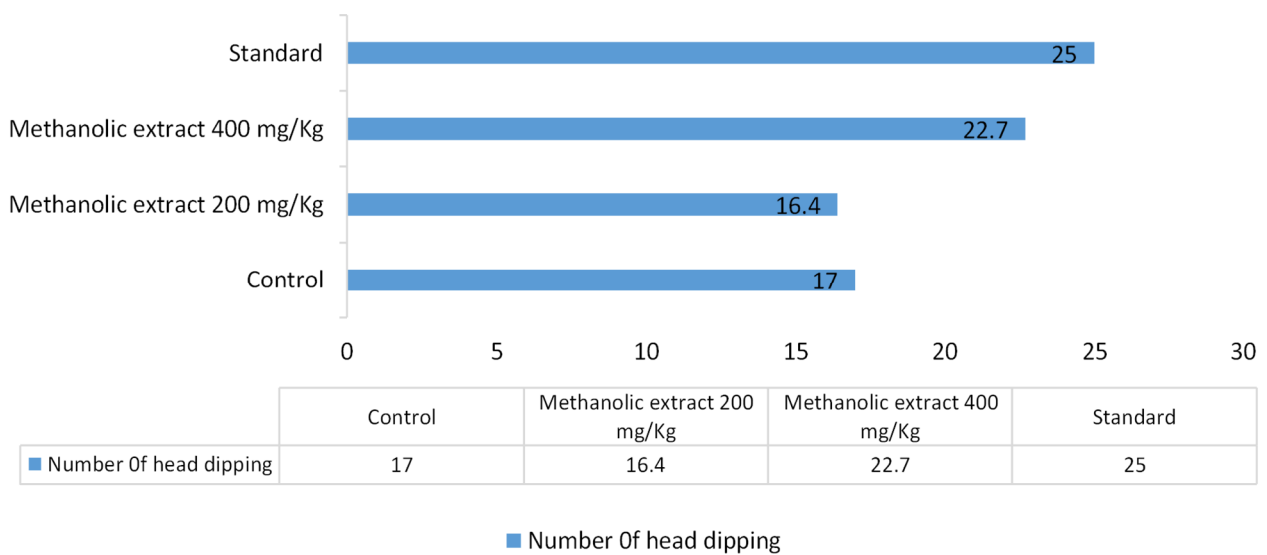 Standard
25
Methanolic extract 400 mg/Kg
22.7
Methanolic extract 200 mg/Kg
16.4
Control
17
0 5 10 15 20 25 30
Control Methanolic extract 200 mg/Kg Methanolic extract 400 mg/Kg Standard
Number 0f head dipping 17 16.4 22.7 25
Number 0f head dipping